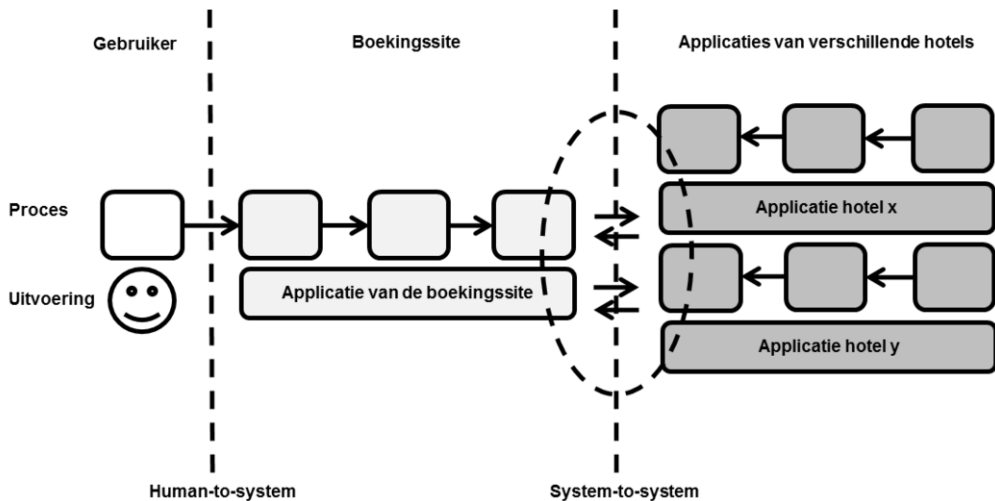 Gebruiker
Boekingssite
Applicaties van verschillende hotels
Proces
Applicatie hotel x
Uitvoering
Applicatie van de boekingssite
Applicatie hotel y
Human-to-system
System-to-system